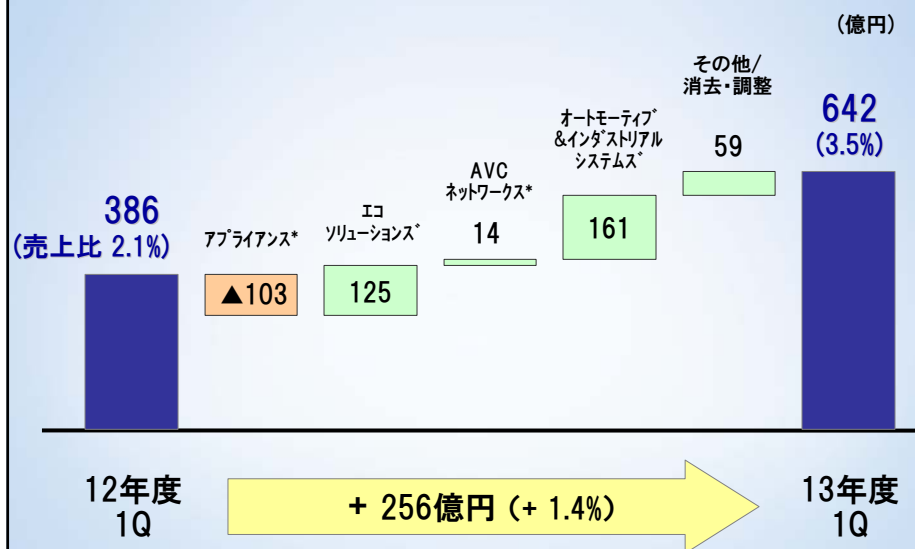 (億円)
386
(売上比 2.1%)
アプライアンス*
▲103
エコ
ソリューションズ*
125
AVC
ネットワークス*
14
オートモーティブ
&インダストリアル
システムズ*
161
その他/
消去・調整
59
642
(3.5%)
12年度
1Q
+ 256億円 (+ 1.4%)
13年度
1Q